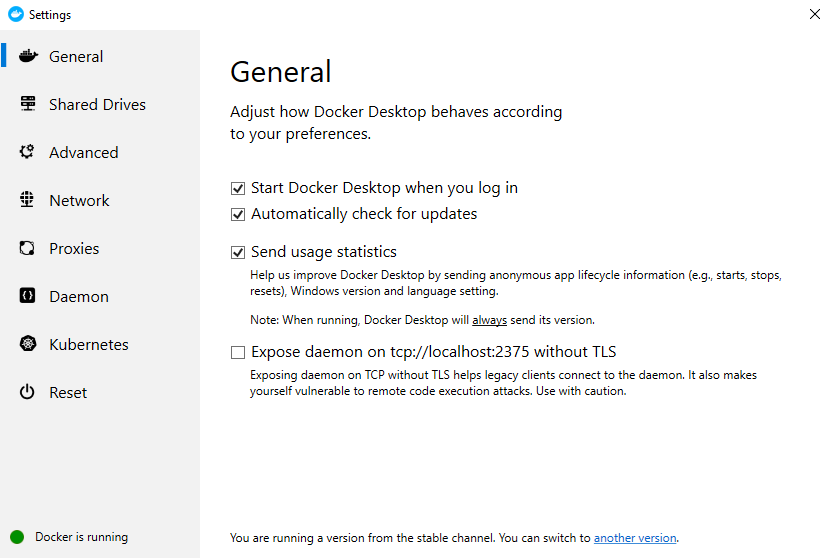 Settings
General
Shared Drives
Advanced
Network
Proxies
Daemon
Kubernetes
Reset
Docker is running
General
Adjust how Docker Desktop behaves according
to your preferences.
Start Docker Desktop when you log in
Automatically check for updates
Send usage statistics
Help us improve Docker Desktop by sending anonymous app lifecycle information (e.g., starts, stops,
resets), Windows version and language setting.
Note: When running, Docker Desktop will always send its version.
Expose daemon on tcp://localhost:2375 without TLS
Exposing daemon on TCP without TLS helps legacy clients connect to the daemon. It also makes
yourself vulnerable to remote code execution attacks. Use with caution.
You are running a version from the stable channel. You can switch to another version.